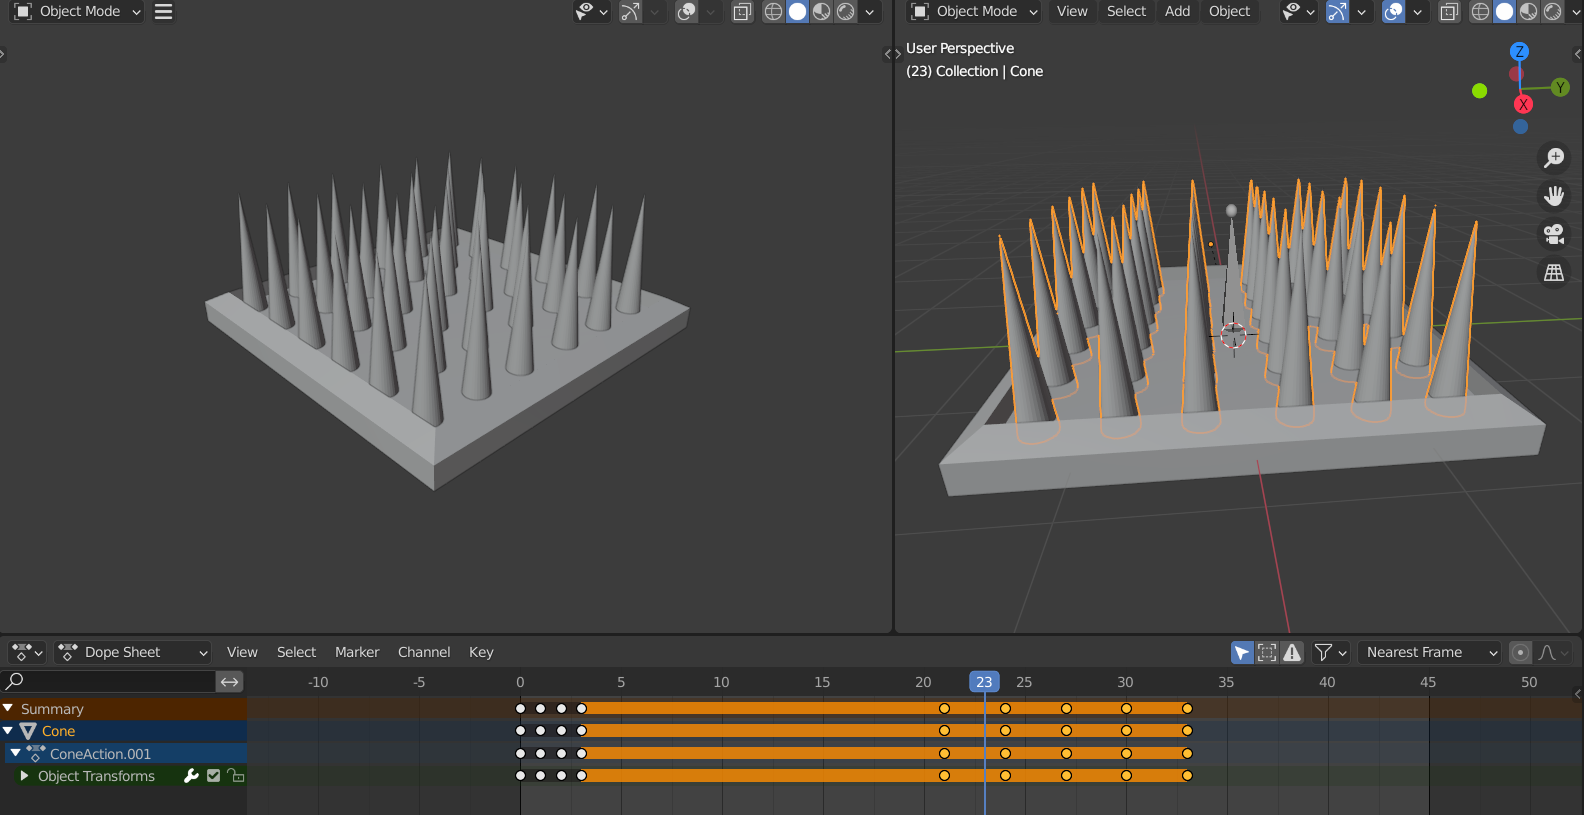 Object Mode
Object Mode View Select Add Object
User Perspective
(23) Collection | Cone
Z
Y
X
Dope Sheet View Select Marker Channel Key Nearest Frame
-10 -5 0 5 10 15 20 23 25 30 35 40 45 50
Summary
Cone
ConeAction.001
Object Transforms